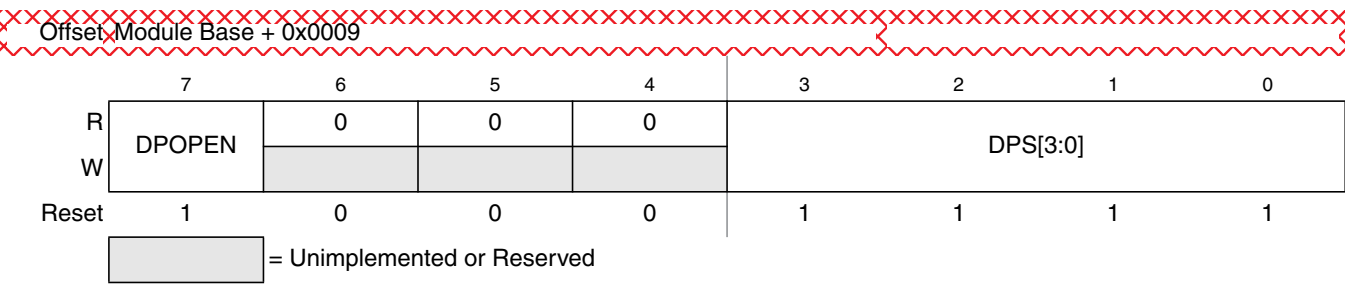 Offset Module Base + 0x0009
7 6 5 4 3 2 1 0
R DPOPEN 0 0 0 DPS[3:0]
W
Reset 1 0 0 0 1 1 1 1
= Unimplemented or Reserved